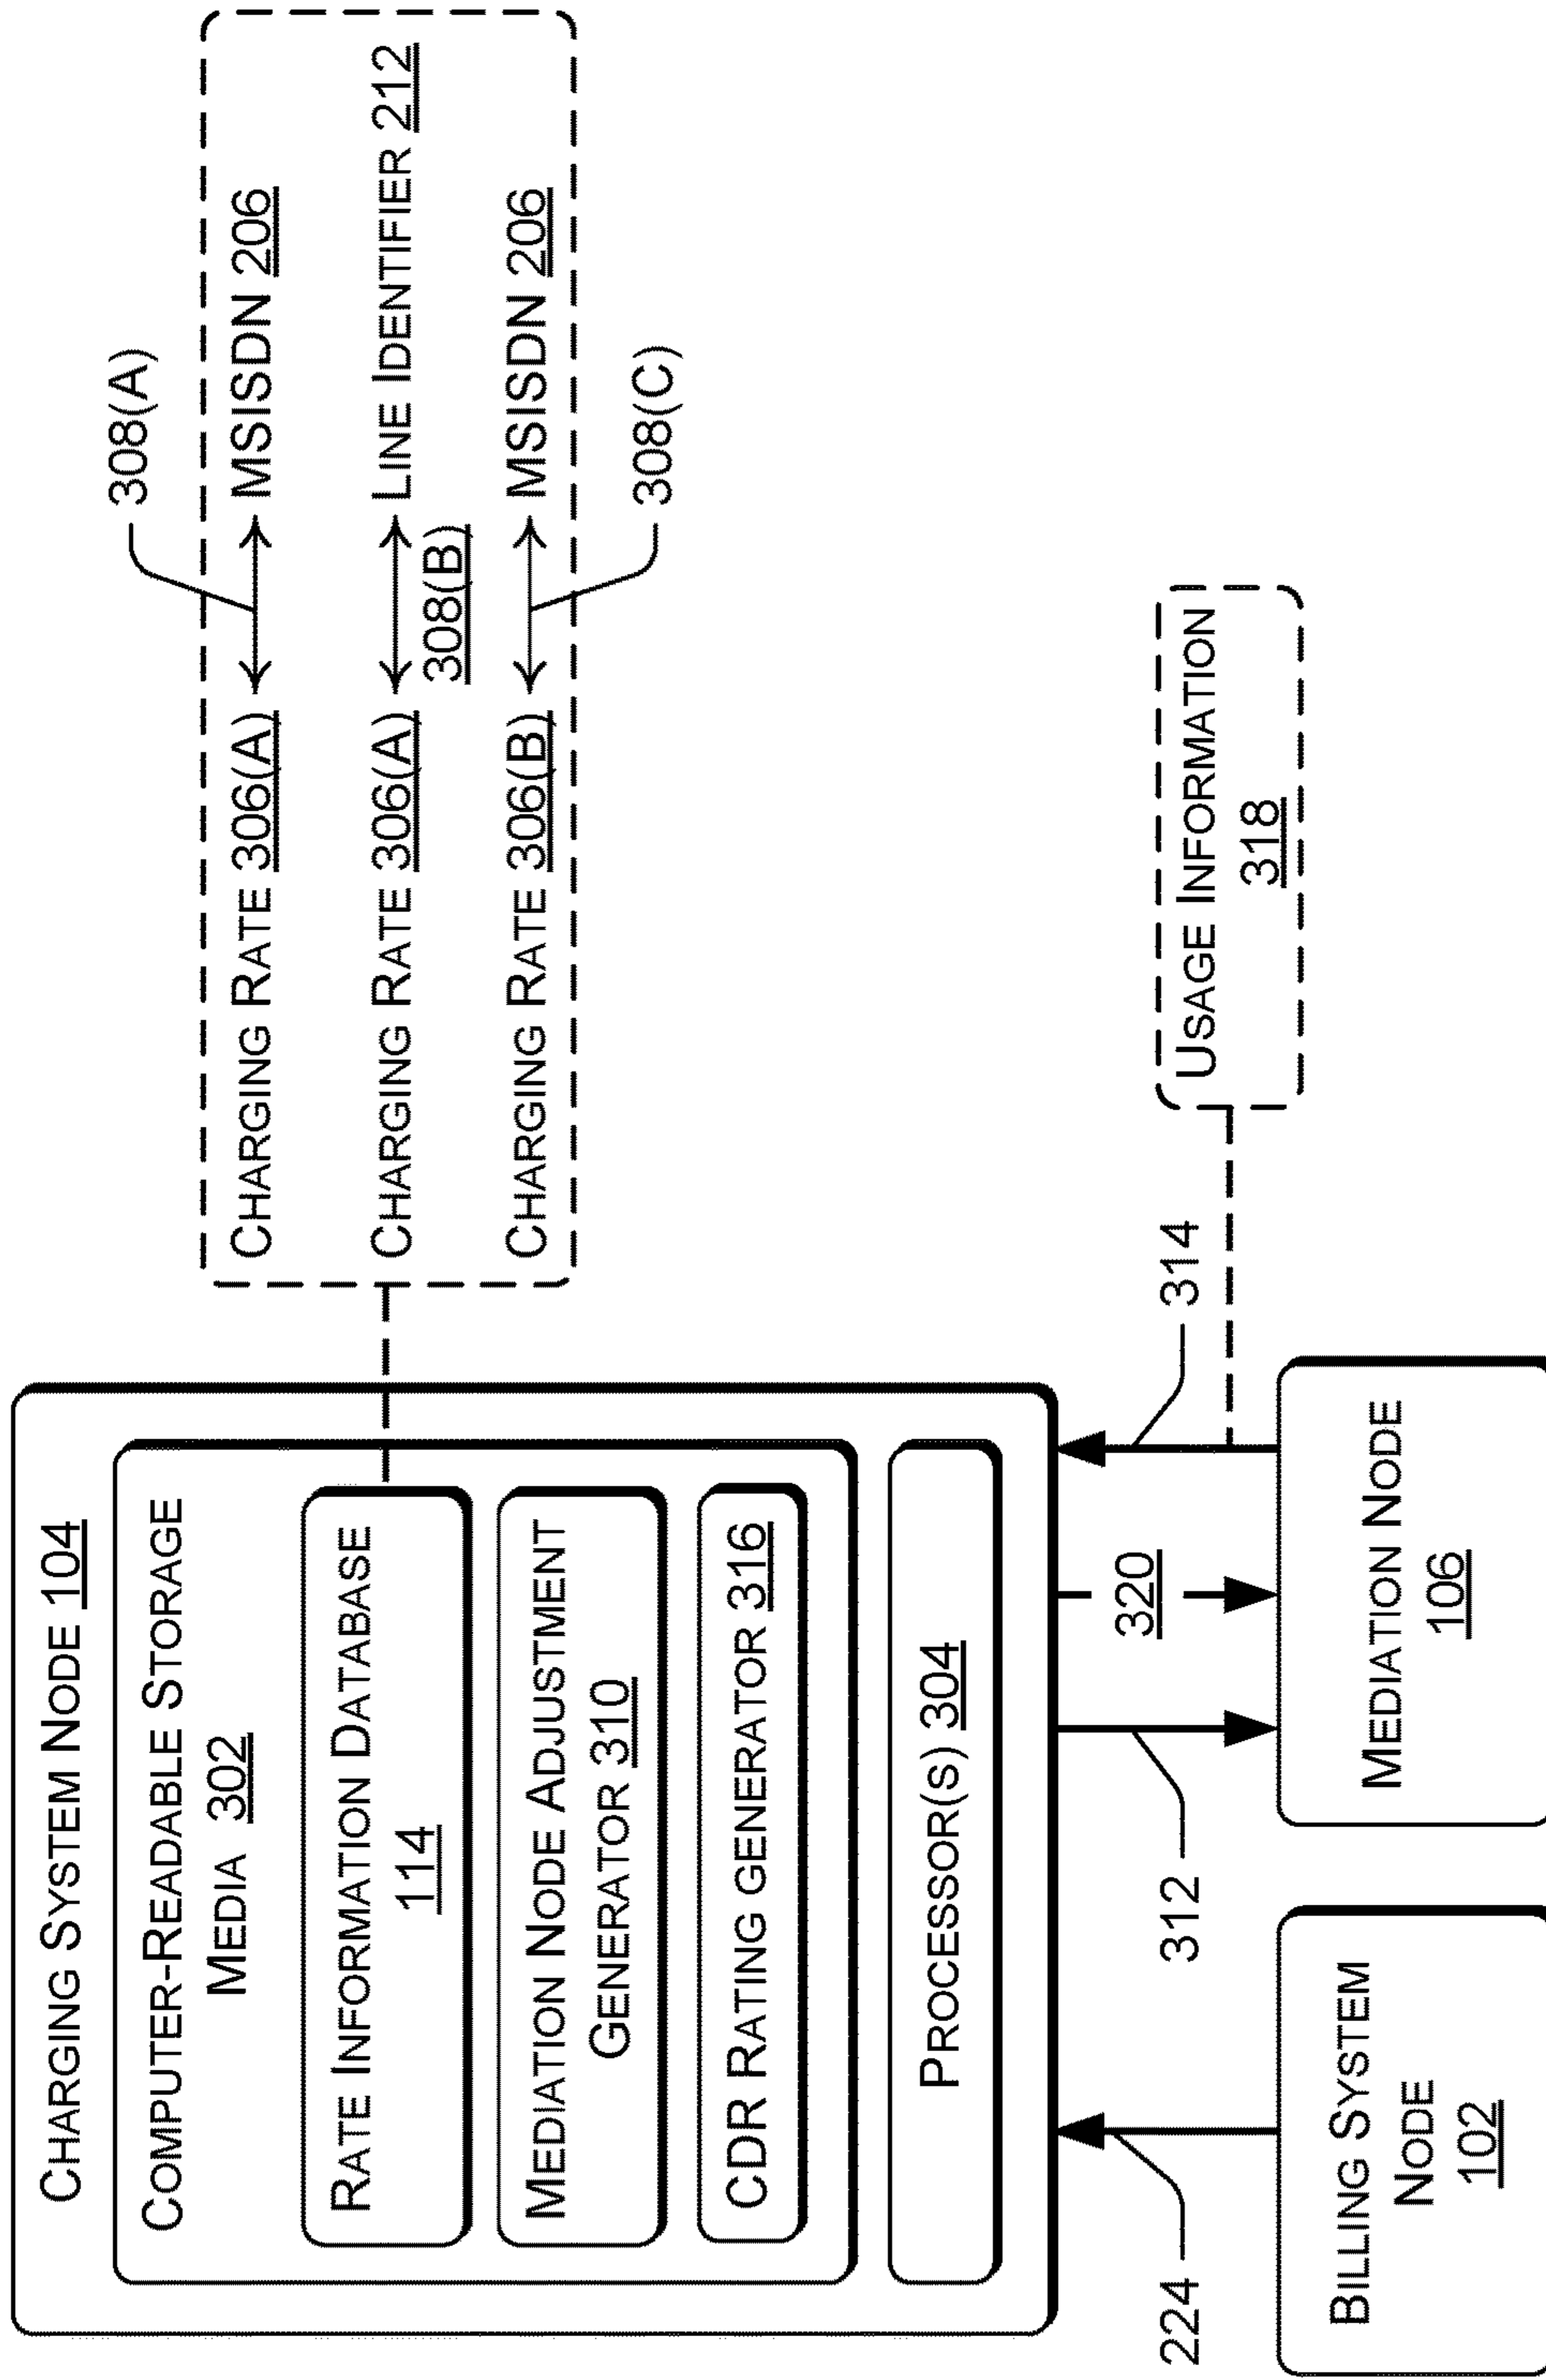 CHARGING SYSTEM NODE 104
COMPUTER-READABLE STORAGE
MEDIA 302
RATE INFORMATION DATABASE
114
MEDIATION NODE ADJUSTMENT
GENERATOR 310
CDR RATING GENERATOR 316
PROCESSOR(S) 304
308(A)
CHARGING RATE 306(A) MSISDN 206
CHARGING RATE 306(A) LINE IDENTIFIER 212
308(B)
CHARGING RATE 306(B) MSISDN 206
308(C)
224
312
320
314
USAGE INFORMATION
318
BILLING SYSTEM
NODE
102
MEDIATION NODE
106